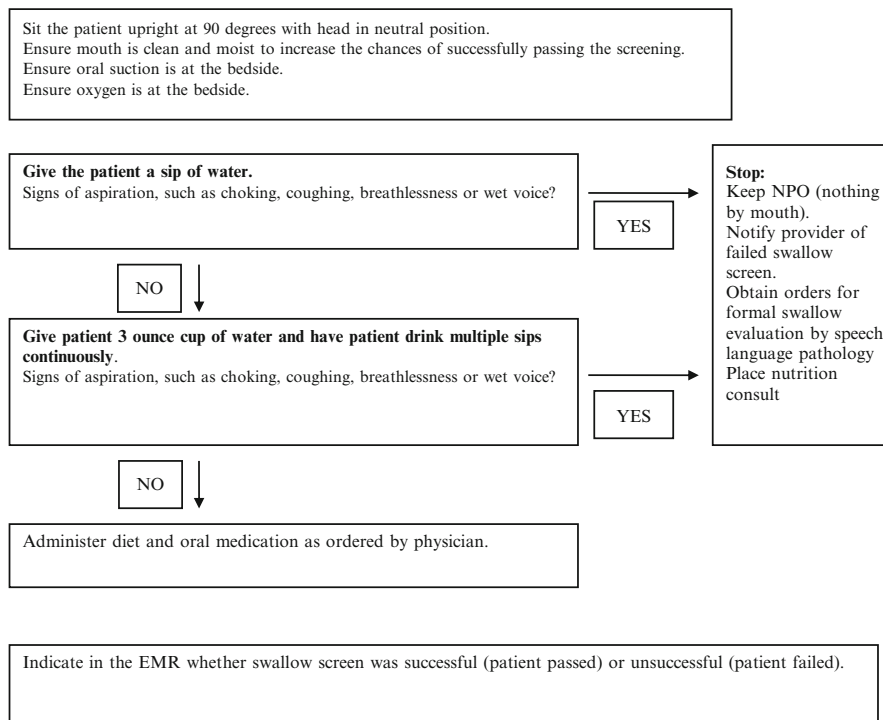 Sit the patient upright at 90 degrees with head in neutral position.
Ensure mouth is clean and moist to increase the chances of successfully passing the screening.
Ensure oral suction is at the bedside.
Ensure oxygen is at the bedside.
Give the patient a sip of water.
Signs of aspiration, such as choking, coughing, breathlessness or wet voice?
YES
NO
Give patient 3 ounce cup of water and have patient drink multiple sips
continuously.
Signs of aspiration, such as choking, coughing, breathlessness or wet voice?
YES
NO
Stop:
Keep NPO (nothing
by mouth).
Notify provider of
failed swallow
screen.
Obtain orders for
formal swallow
evaluation by speech
language pathology
Place nutrition
consult
Administer diet and oral medication as ordered by physician.
Indicate in the EMR whether swallow screen was successful (patient passed) or unsuccessful (patient failed).